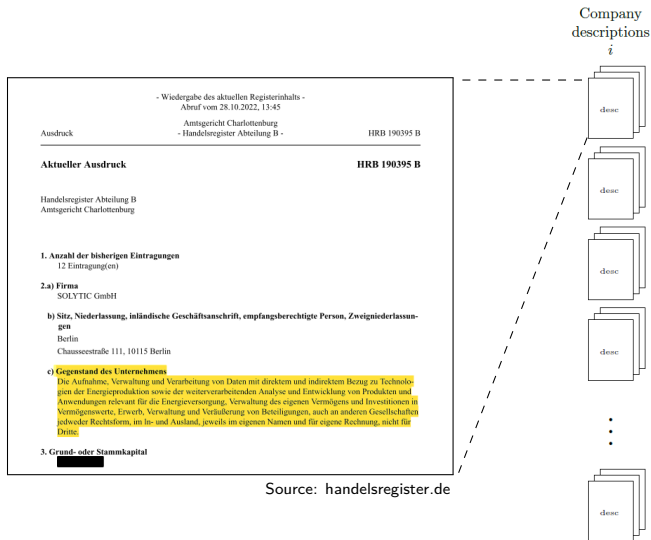 Company
descriptions
i
- Wiedergabe des aktuellen Registerinhalts -
Abruf vom 28.10.2022, 13:45
Amtsgericht Charlottenburg
Ausdruck - Handelsregister Abteilung B - HRB 190395 B
Aktueller Ausdruck HRB 190395 B
Handelsregister Abteilung B
Amtsgericht Charlottenburg
1. Anzahl der bisherigen Eintragungen
12 Eintragung(en)
2.a) Firma
SOLYTIC GmbH
b) Sitz, Niederlassung, inländische Geschäftsanschrift, empfangsberechtigte Person, Zweigniederlassun-
gen
Berlin
Chausseestraße 111, 10115 Berlin
c) Gegenstand des Unternehmens
Die Aufnahme, Verwaltung und Verarbeitung von Daten mit direktem und indirektem Bezug zu Technolo-
gien der Energieproduktion sowie der weiterverarbeitenden Analyse und Entwicklung von Produkten und
Anwendungen relevant für die Energieversorgung, Verwaltung des eigenen Vermögens und Investitionen in
Vermögenswerte, Erwerb, Verwaltung und Veräußerung von Beteiligungen, auch an anderen Gesellschaften
jedweder Rechtsform, im In- und Ausland, jeweils im eigenen Namen und für eigene Rechnung, nicht für
Dritte.
3. Grund- oder Stammkapital
Source: handelsregister.de
desc
desc
desc
desc
desc